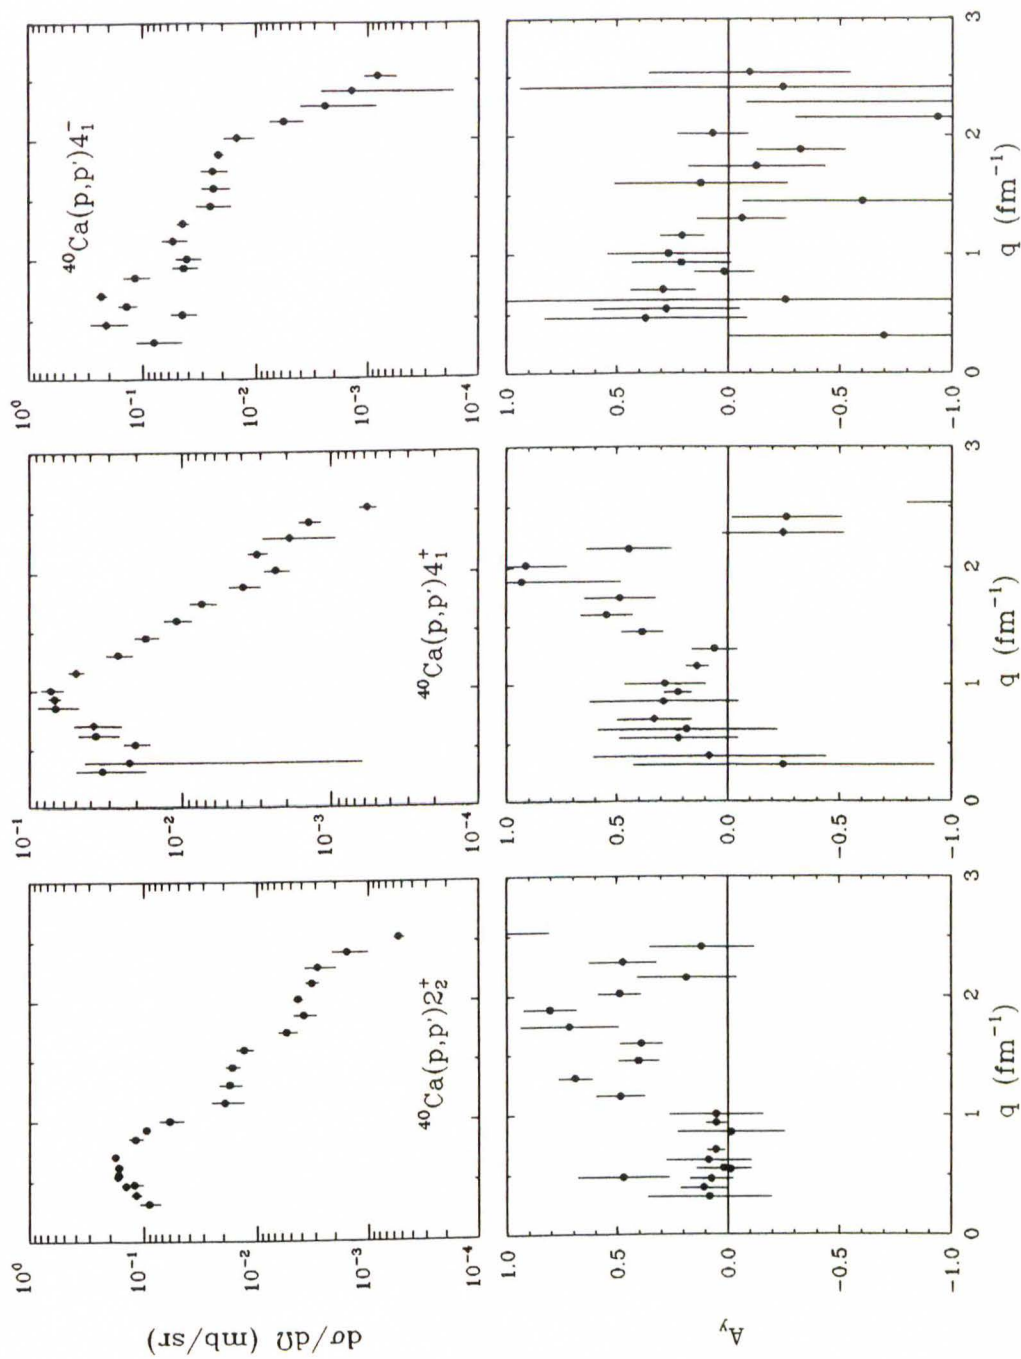 dσ/dΩ (mb/sr)
10⁰
10⁻¹
10⁻²
10⁻³
10⁻⁴
⁴⁰Ca(p,p')2₂⁺
10⁻¹
10⁻²
10⁻³
10⁻⁴
⁴⁰Ca(p,p')4₁⁺
10⁰
10⁻¹
10⁻²
10⁻³
10⁻⁴
⁴⁰Ca(p,p')4₁⁻
A_y
1.0
0.5
0.0
−0.5
−1.0
0 1 2 3
q (fm⁻¹)
1.0
0.5
0.0
−0.5
−1.0
0 1 2 3
q (fm⁻¹)
1.0
0.5
0.0
−0.5
−1.0
0 1 2 3
q (fm⁻¹)